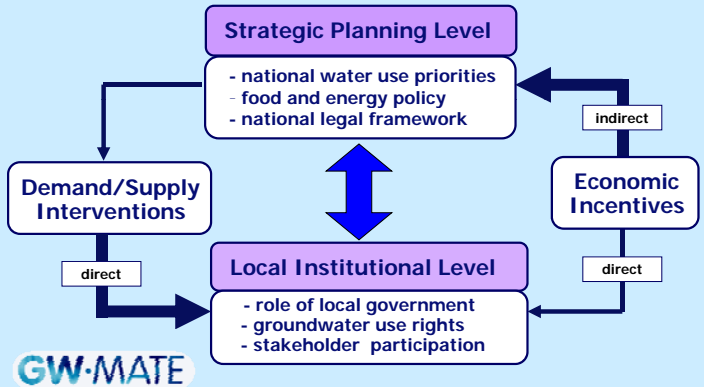 Strategic Planning Level
- national water use priorities
- food and energy policy
- national legal framework
indirect
Demand/Supply
Interventions
Economic
Incentives
direct
direct
Local Institutional Level
- role of local government
- groundwater use rights
- stakeholder participation
GW·MATE